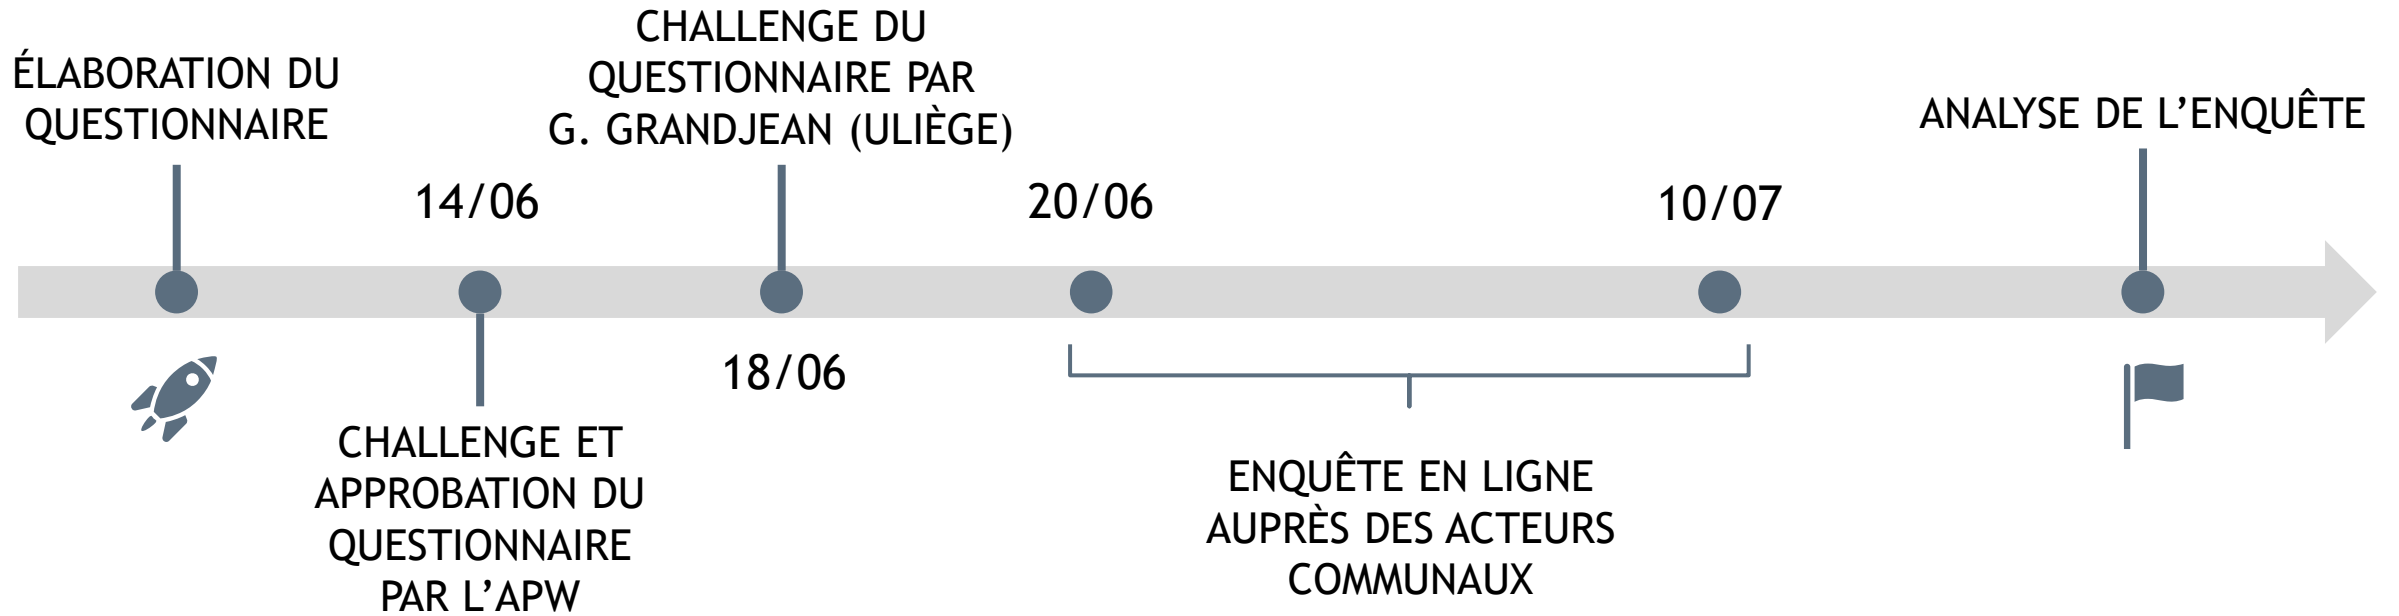 ÉLABORATION DU
QUESTIONNAIRE
14/06
CHALLENGE ET
APPROBATION DU
QUESTIONNAIRE
PAR L’APW
CHALLENGE DU
QUESTIONNAIRE PAR
G. GRANDJEAN (ULIÈGE)
18/06
20/06
10/07
ENQUÊTE EN LIGNE
AUPRÈS DES ACTEURS
COMMUNAUX
ANALYSE DE L’ENQUÊTE